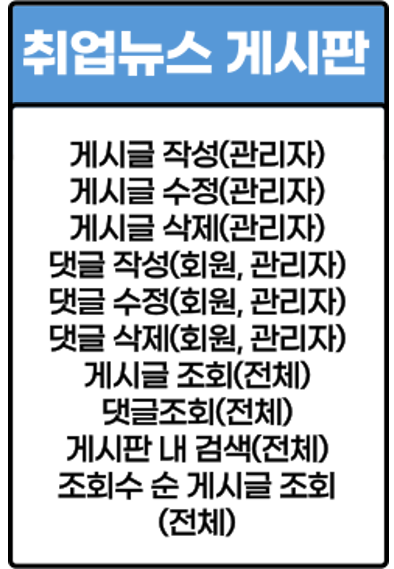 취업뉴스 게시판
게시글 작성(관리자)
게시글 수정(관리자)
게시글 삭제(관리자)
댓글 작성(회원, 관리자)
댓글 수정(회원, 관리자)
댓글 삭제(회원, 관리자)
게시글 조회(전체)
댓글조회(전체)
게시판 내 검색(전체)
조회수 순 게시글 조회
(전체)